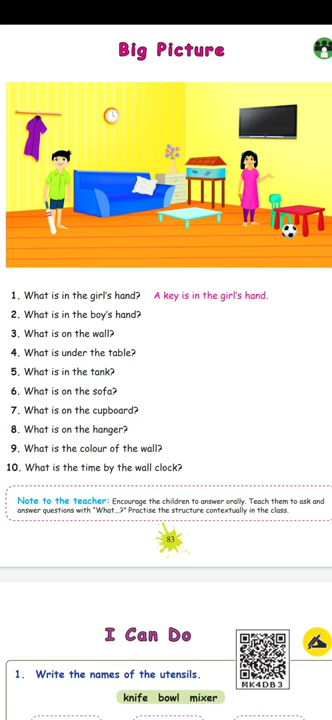 Big Picture
1. What is in the girl's hand? A key is in the girl's hand.
2. What is in the boy's hand?
3. What is on the wall?
4. What is under the table?
5. What is in the tank?
6. What is on the sofa?
7. What is on the cupboard?
8. What is on the hanger?
9. What is the colour of the wall?
10. What is the time by the wall clock?
Note to the teacher: Encourage the children to answer orally. Teach them to ask and
answer questions with “What...?” Practise the structure contextually in the class.
83
I Can Do
MK4DB3
1. Write the names of the utensils.
knife bowl mixer